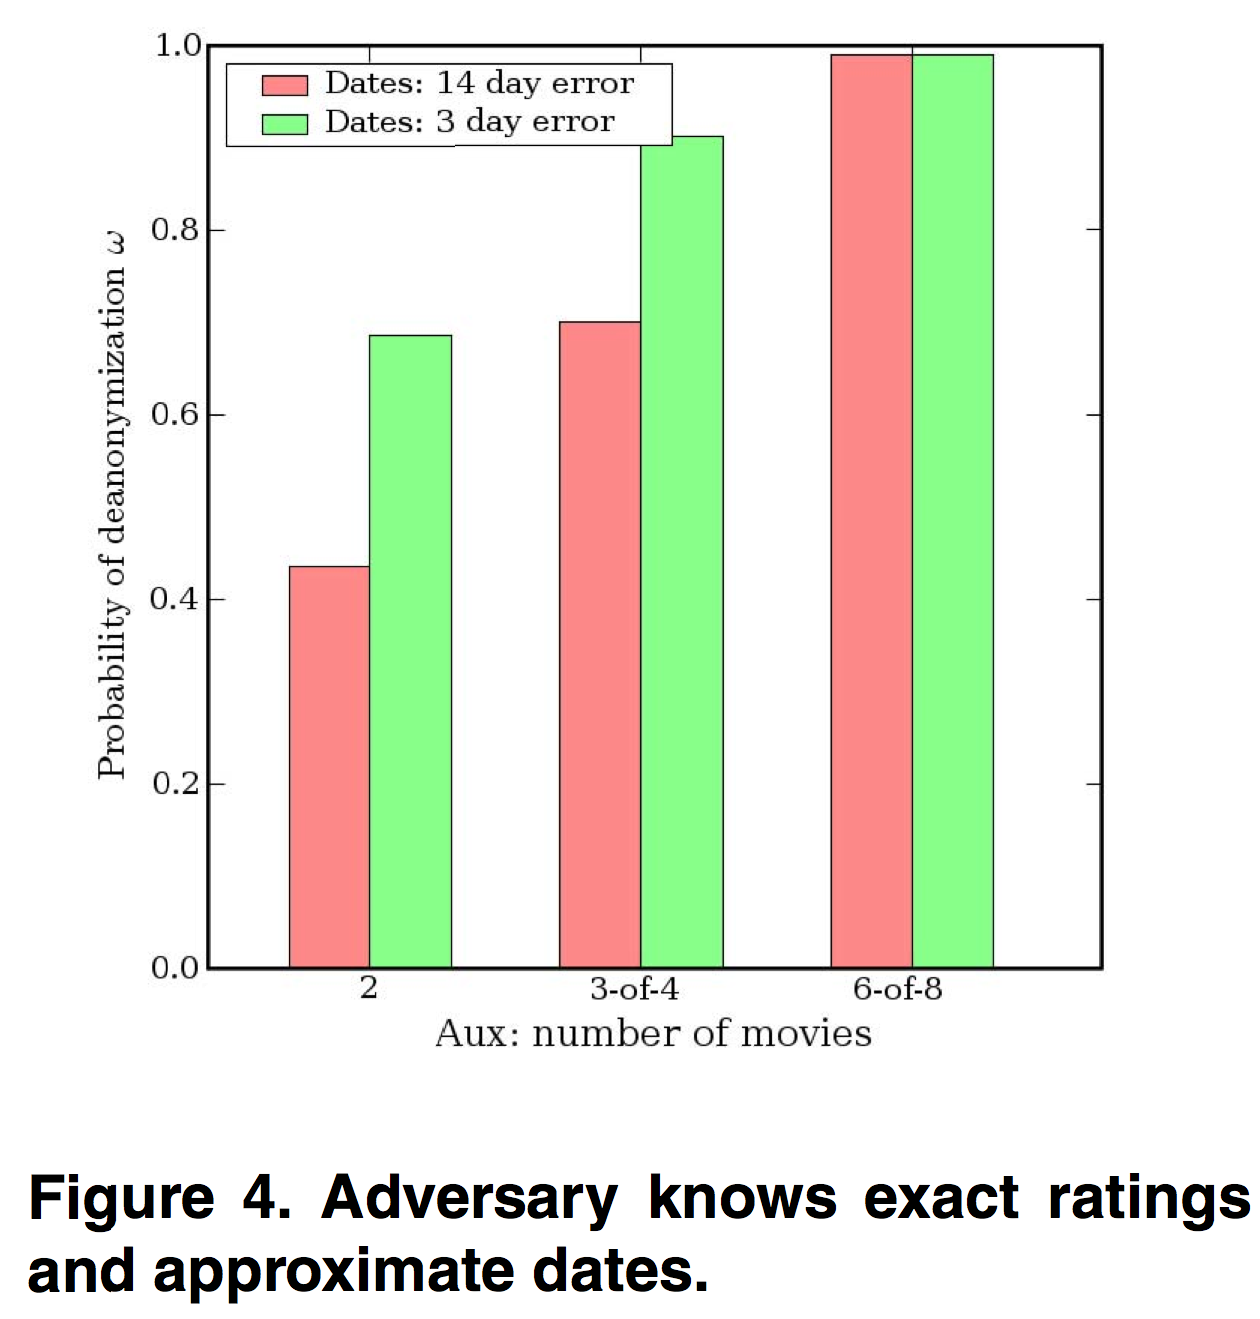 1.0
Dates: 14 day error
Dates: 3 day error
0.8
0.6
0.4
0.2
0.0
Probability of deanonymization ω
2 3-of-4 6-of-8
Aux: number of movies
Figure 4. Adversary knows exact ratings
and approximate dates.